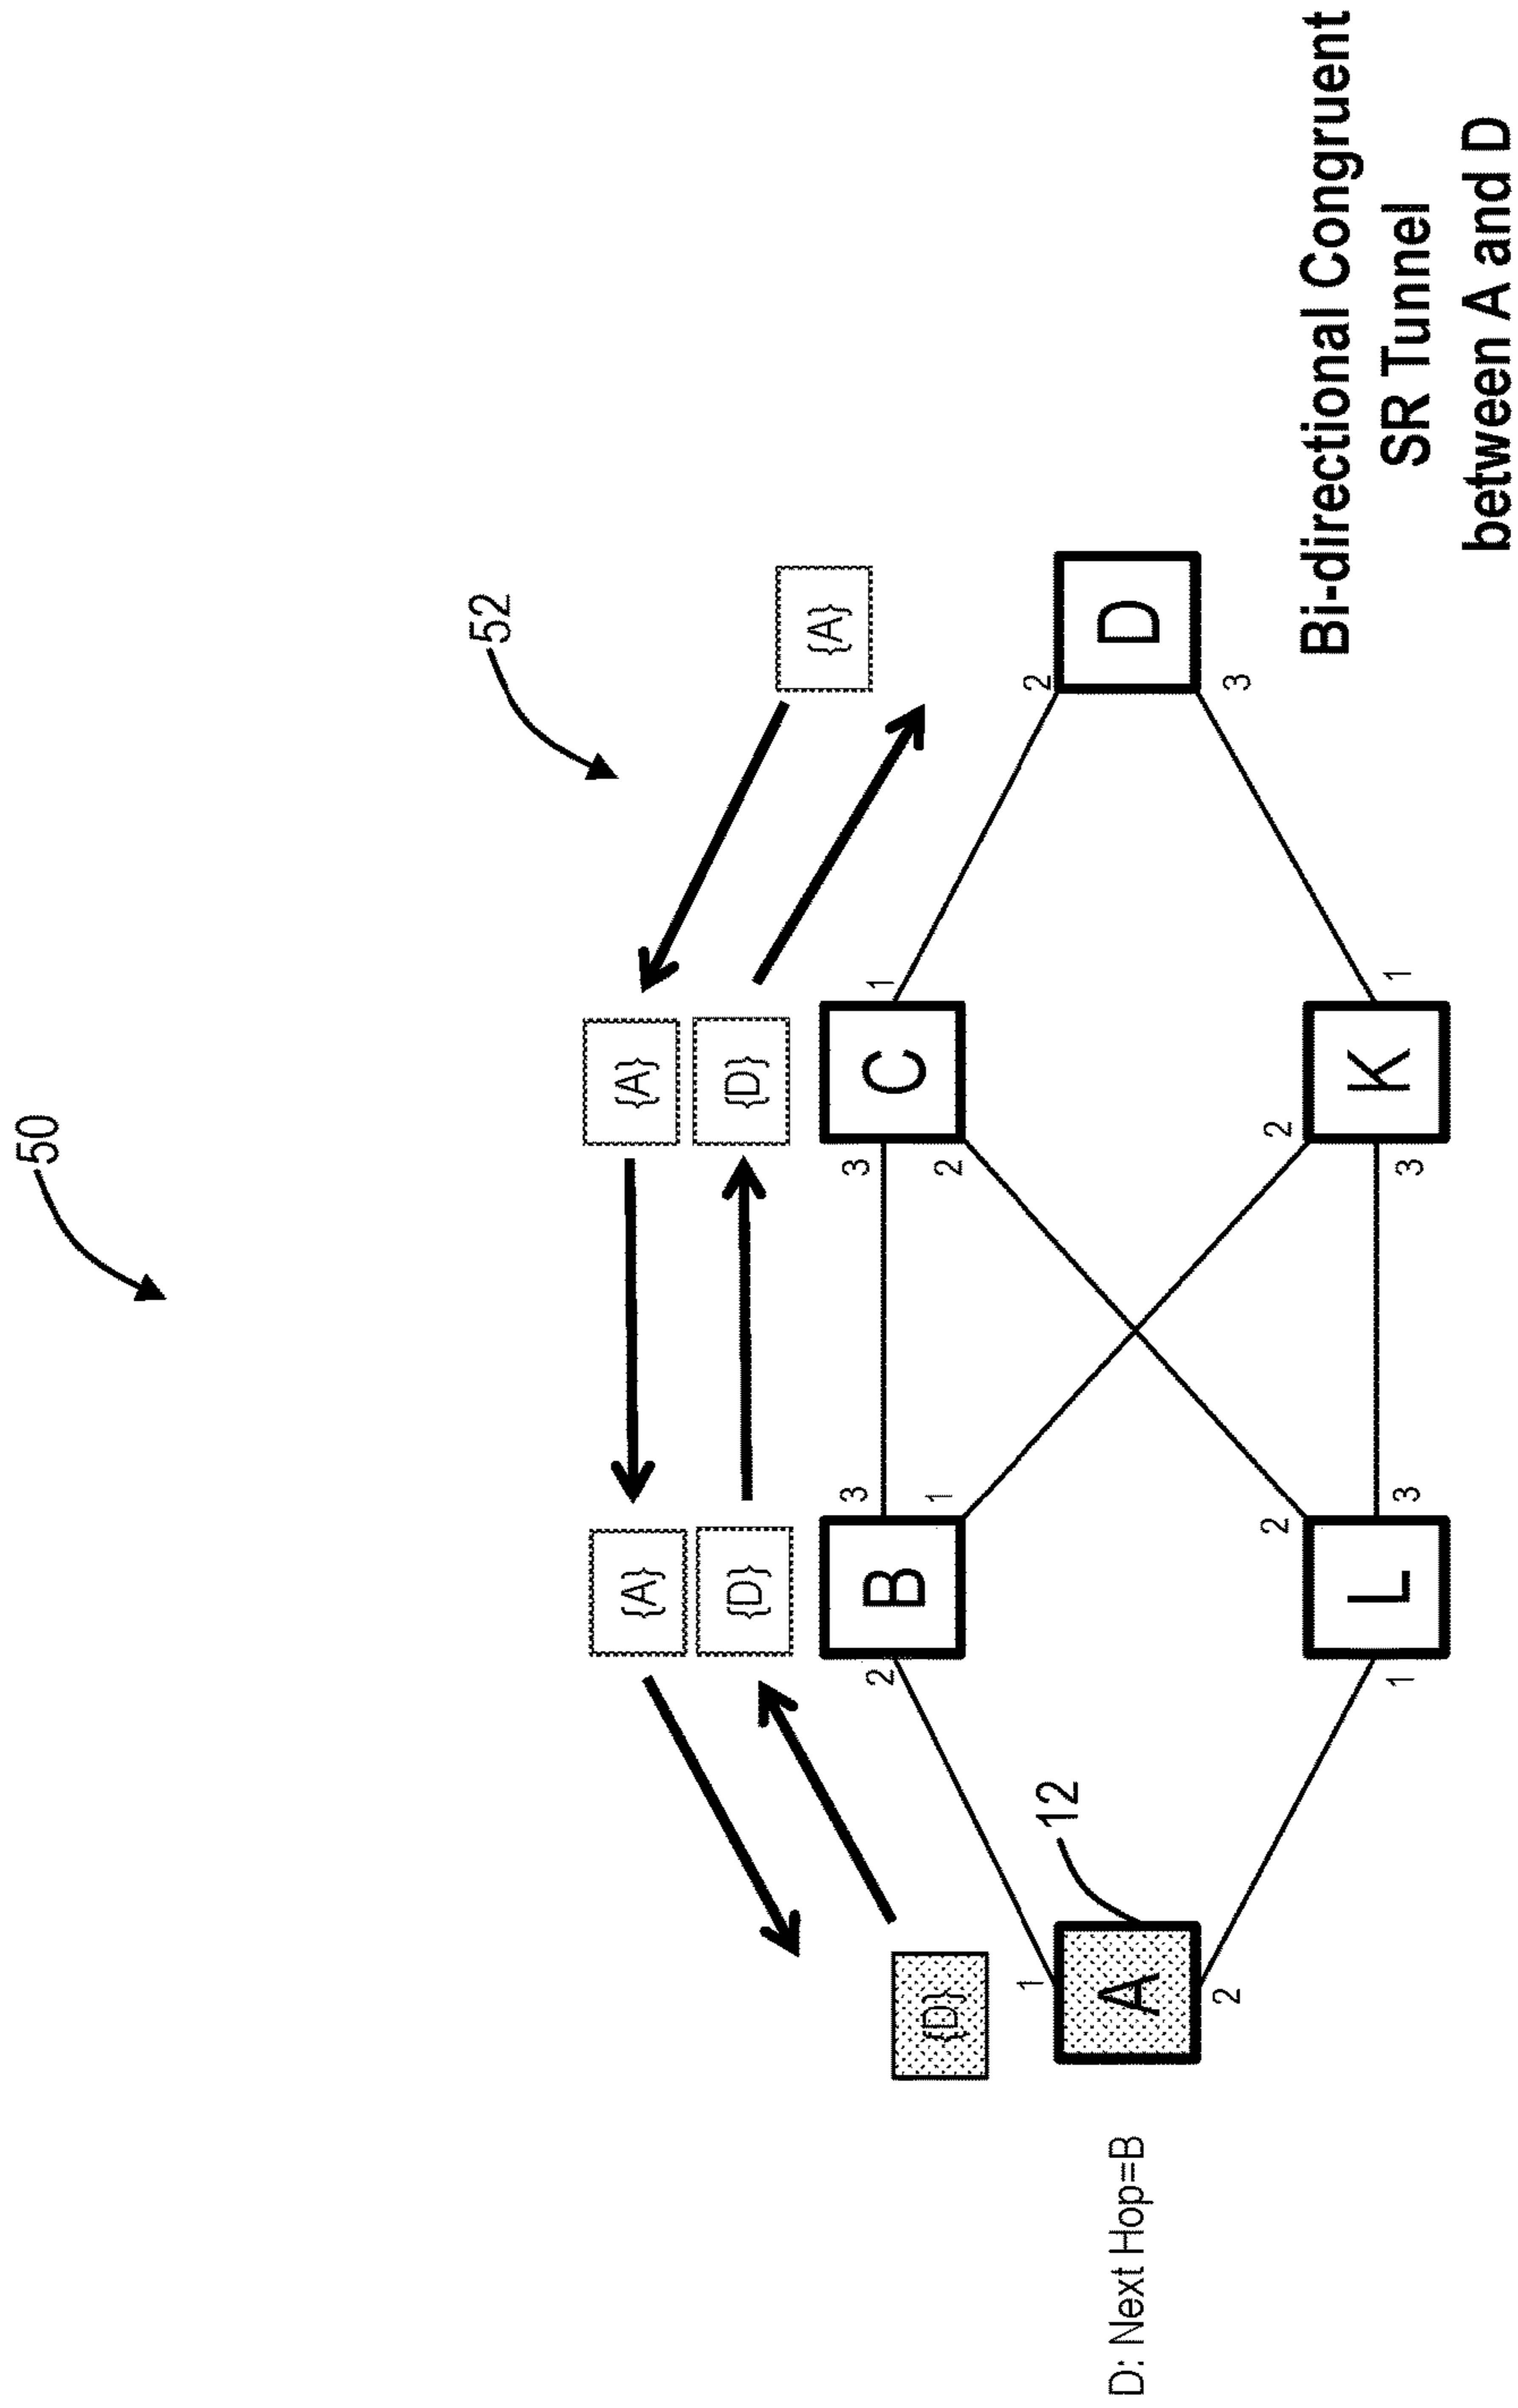 50
52
{A}
{A}
{D}
{D}
{A}
3
3
2
B
C
1
1
2
{D}
1
2
12
D: Next Hop=B
A
D
2
3
2
2
L
K
1
3
3
1
Bi-directional Congruent
SR Tunnel
between A and D